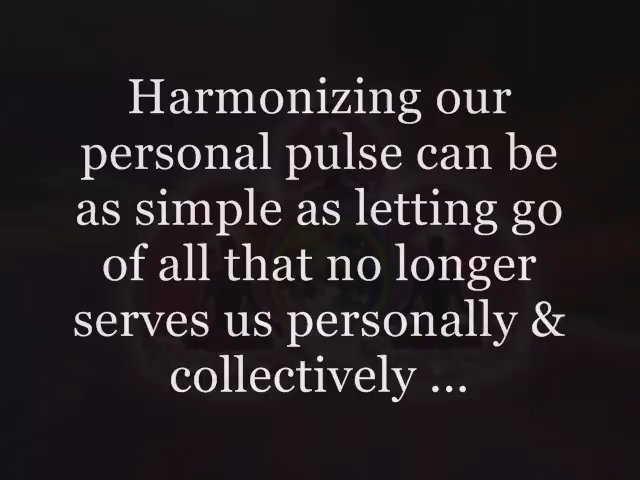 Harmonizing our
personal pulse can be
as simple as letting go
of all that no longer
serves us personally &
collectively ...